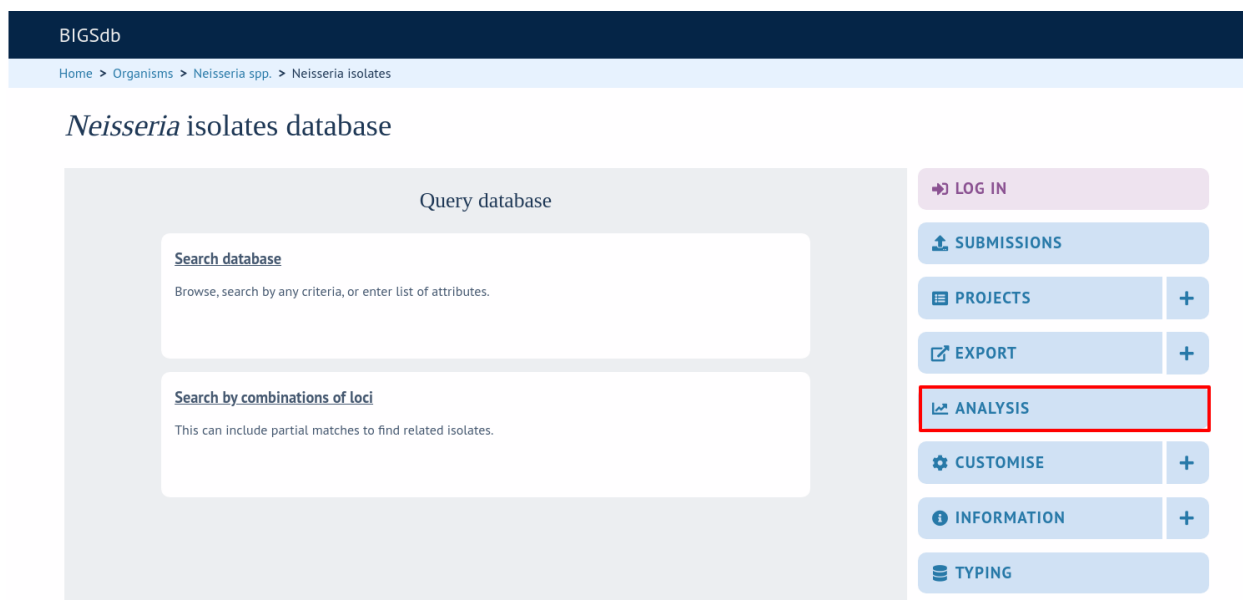 BIGSdb
Home > Organisms > Neisseria spp. > Neisseria isolates
Neisseria isolates database
Query database
Search database
Browse, search by any criteria, or enter list of attributes.
Search by combinations of loci
This can include partial matches to find related isolates.
LOG IN
SUBMISSIONS
PROJECTS +
EXPORT +
ANALYSIS
CUSTOMISE +
INFORMATION +
TYPING